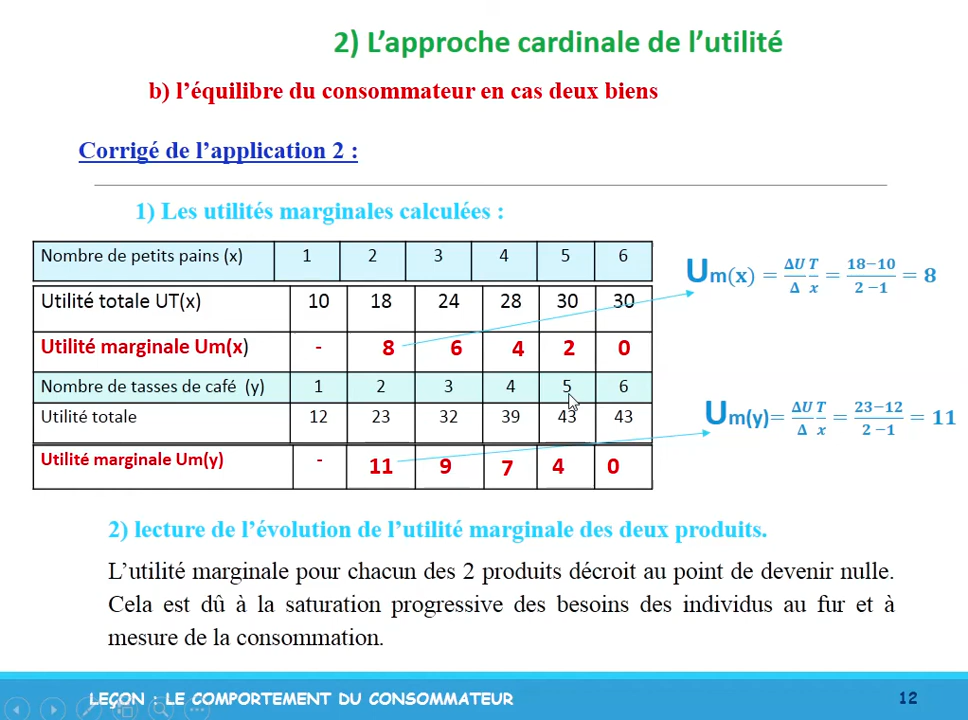 2) L’approche cardinale de l’utilité
b) l’équilibre du consommateur en cas deux biens
Corrigé de l’application 2 :
1) Les utilités marginales calculées :
Nombre de petits pains (x) 1 2 3 4 5 6
Utilité totale UT(x) 10 18 24 28 30 30
Utilité marginale Um(x) - 8 6 4 2 0
Nombre de tasses de café (y) 1 2 3 4 5 6
Utilité totale 12 23 32 39 43 43
Utilité marginale Um(y) - 11 9 7 4 0
Um(x) = ΔUT/Δx = 18−10/2−1 = 8
Um(y)= ΔUT/Δx = 23−12/2−1 = 11
2) lecture de l’évolution de l’utilité marginale des deux produits.
L’utilité marginale pour chacun des 2 produits décroit au point de devenir nulle.
Cela est dû à la saturation progressive des besoins des individus au fur et à
mesure de la consommation.
LEÇON : LE COMPORTEMENT DU CONSOMMATEUR
12